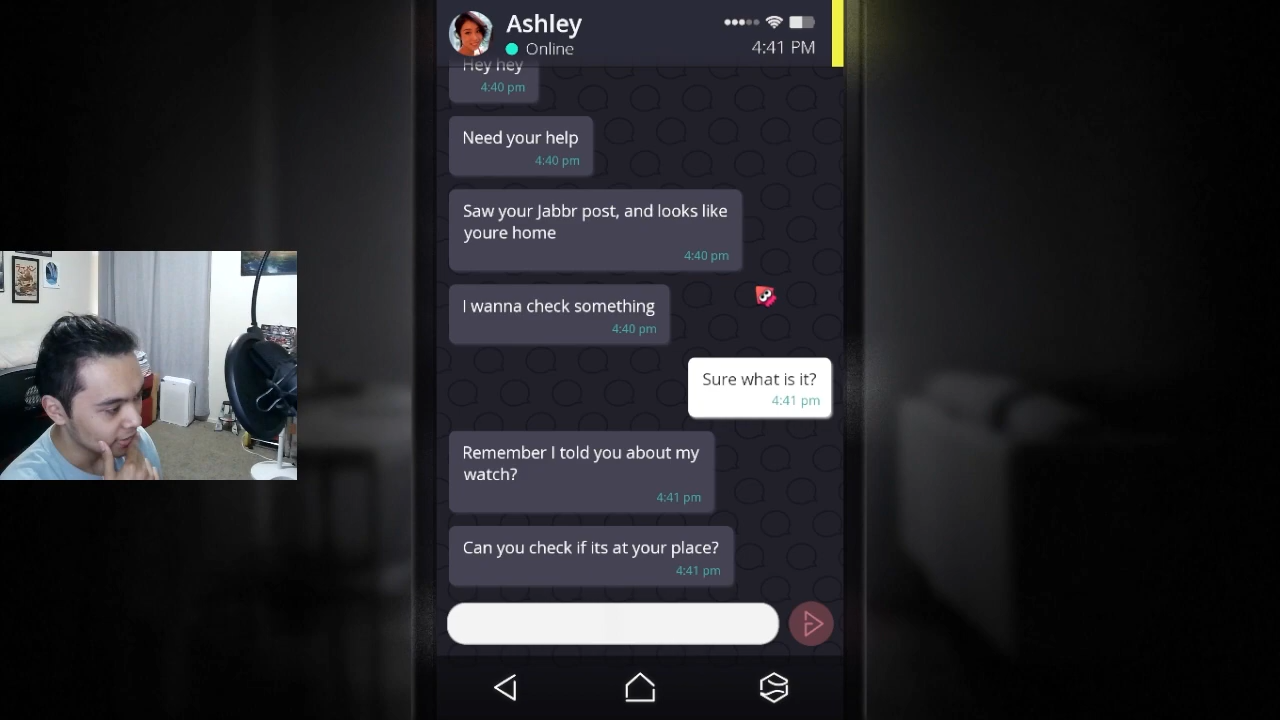 Ashley
Online
4:41 PM
Hey hey
4:40 pm
Need your help
4:40 pm
Saw your Jabbr post, and looks like
youre home
4:40 pm
I wanna check something
4:40 pm
Sure what is it?
4:41 pm
Remember I told you about my
watch?
4:41 pm
Can you check if its at your place?
4:41 pm